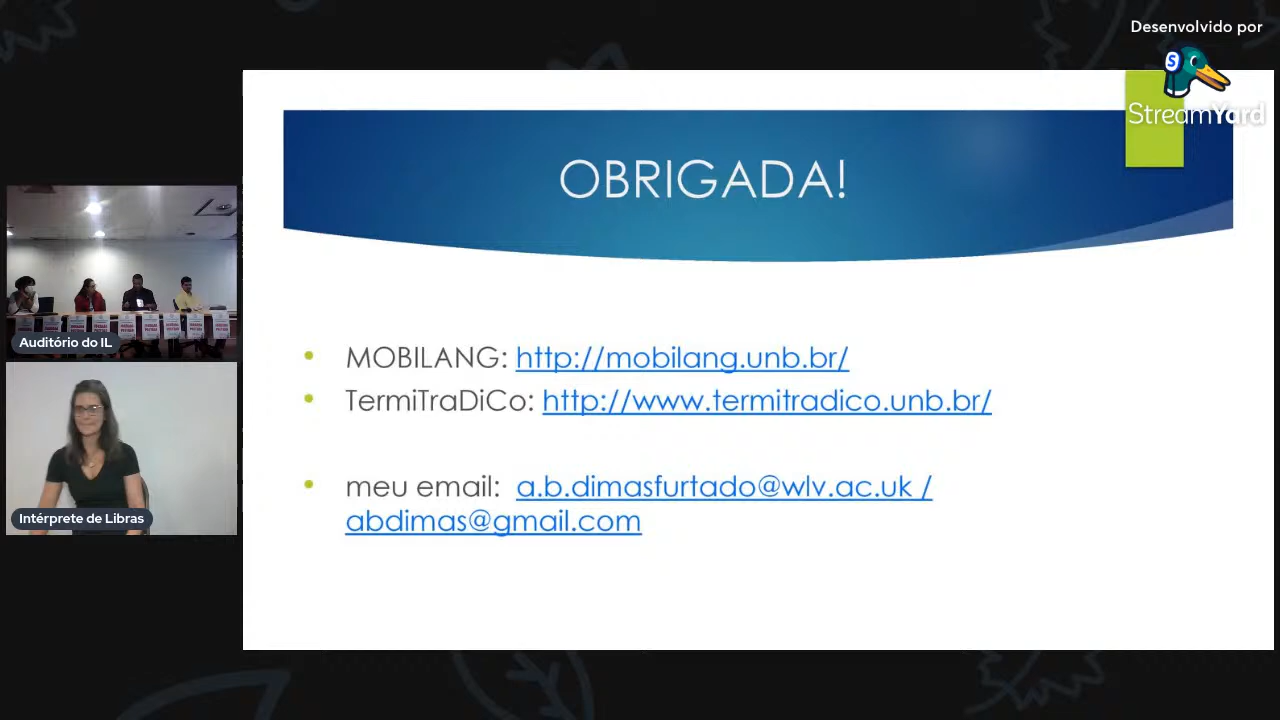 Desenvolvido por
StreamYard
OBRIGADA!
MOBILANG: http://mobilang.unb.br/
TermiTraDiCo: http://www.termitradico.unb.br/
meu email: a.b.dimasfurtado@wlv.ac.uk /
abdimas@gmail.com
Auditório do IL
Intérprete de Libras